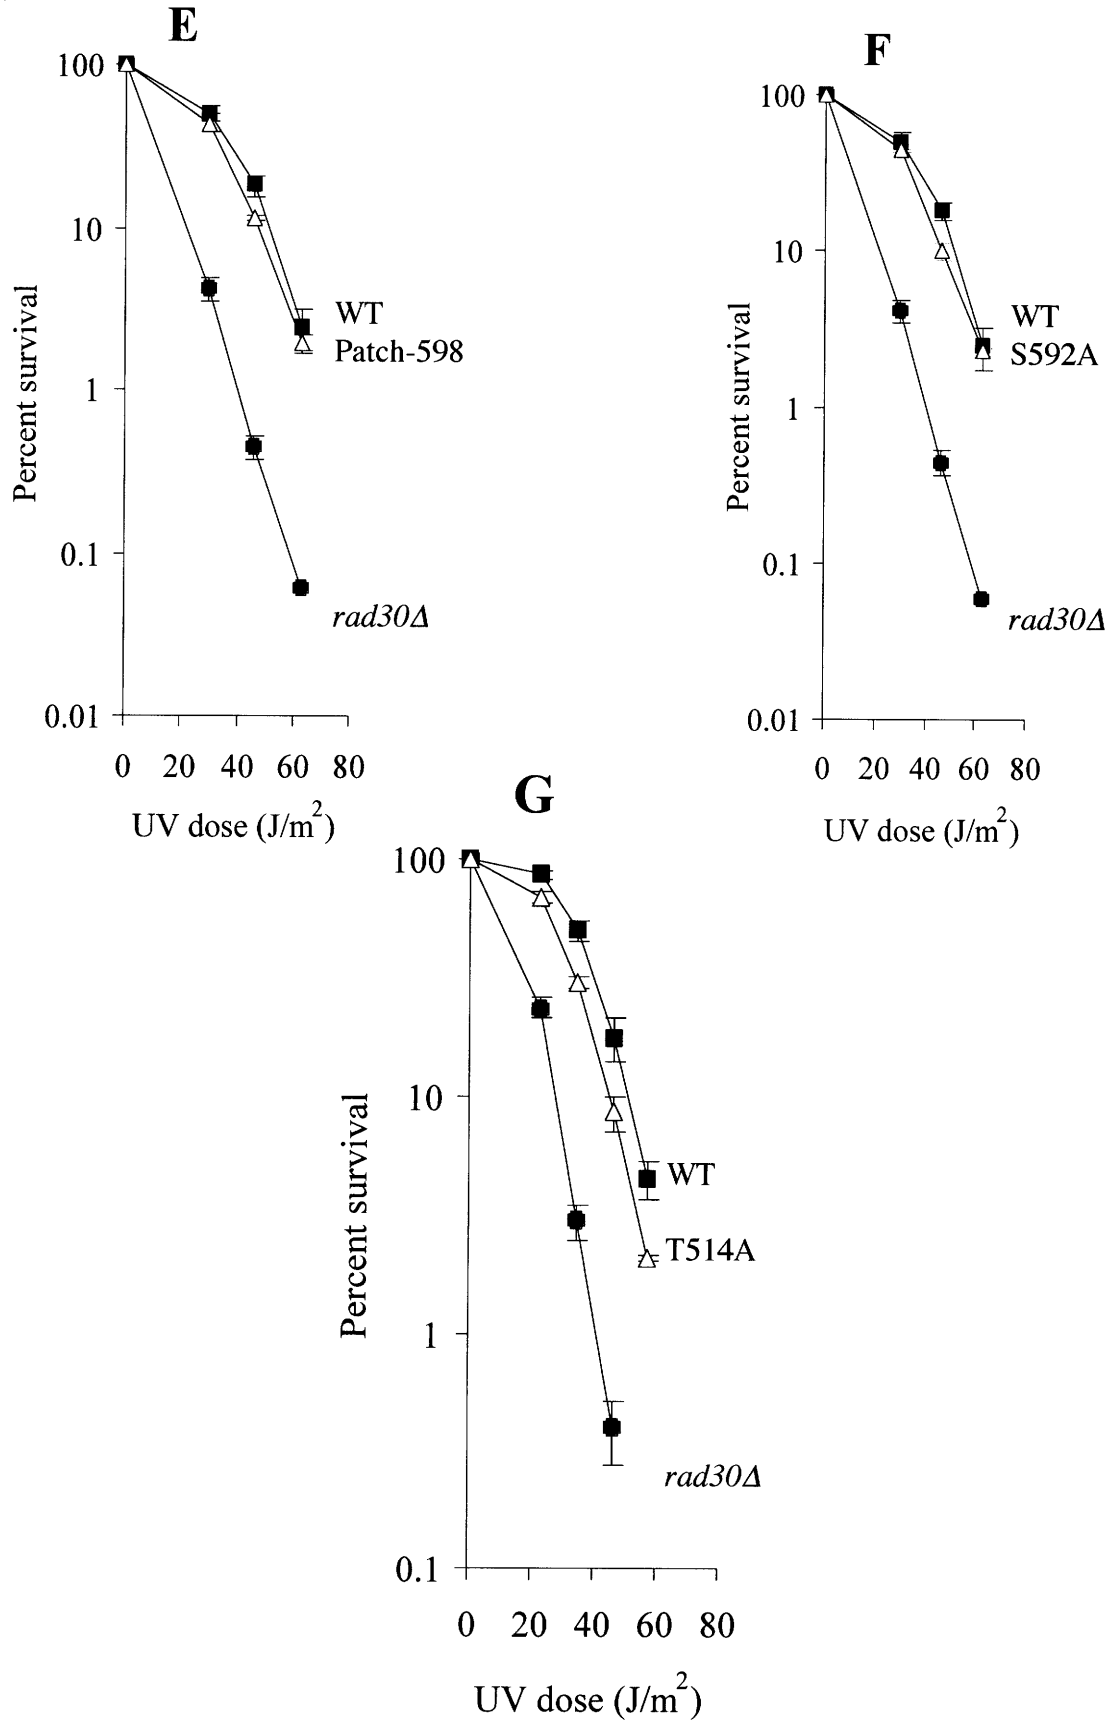 E
100
10
1
0.1
0.01
Percent survival
WT
Patch-598
rad30Δ
0 20 40 60 80
UV dose (J/m²)
F
100
10
1
0.1
0.01
Percent survival
WT
S592A
rad30Δ
0 20 40 60 80
UV dose (J/m²)
G
100
10
1
0.1
Percent survival
WT
T514A
rad30Δ
0 20 40 60 80
UV dose (J/m²)